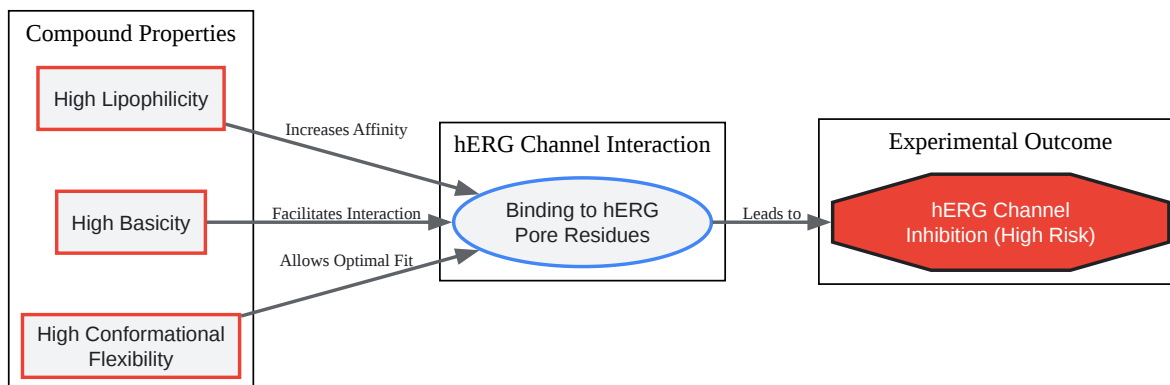 Compound Properties
High Lipophilicity
High Basicity
High Conformational
Flexibility
Increases Affinity
Facilitates Interaction
Allows Optimal Fit
hERG Channel Interaction
Binding to hERG
Pore Residues
Leads to
Experimental Outcome
hERG Channel
Inhibition (High Risk)